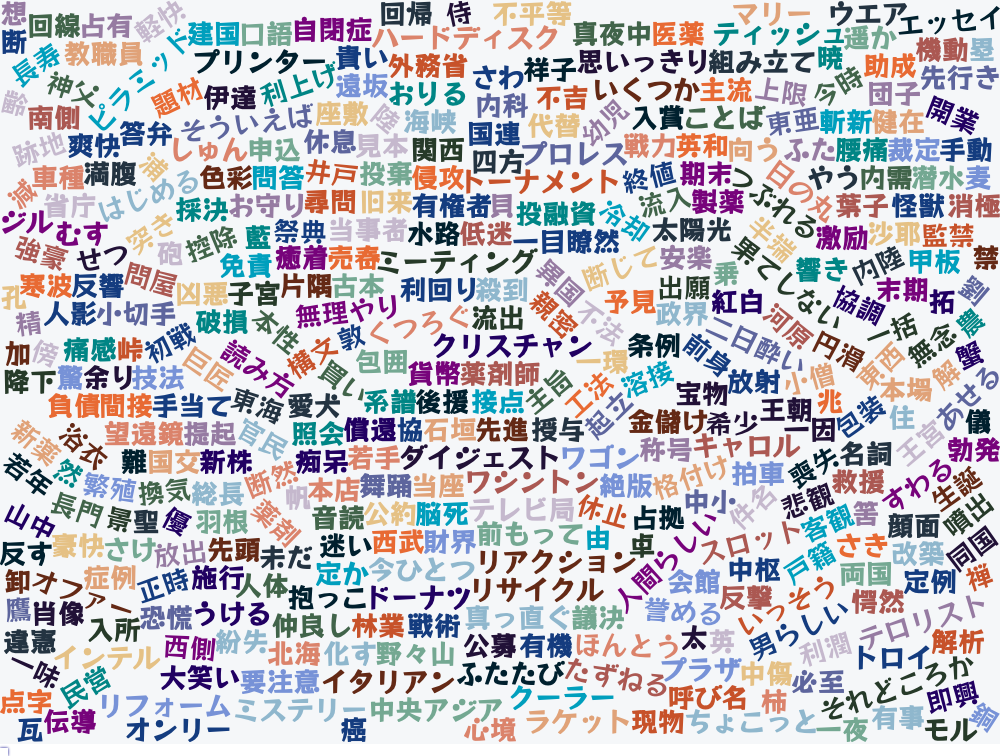 想 回線 占有 軽快 回帰 侍 不平等 マリー ウエア エッセイ
断 教職員 建国 口語 自閉症 ハードディスク 真夜中 医薬 ティッシュ 遥か 機動 塁
長寿 ピラミッド プリンター 貴い 外務省 さわ 祥子 思いっきり 組み立て 暁 助成 先行き
神父 題材 伊達 利上げ 遠坂 おりる 内科 不吉 いくつか 主流 上限 今時 団子
齢 南側 爽快 答弁 そういえば 座敷 陸 海峡 国連 代替 幼児 入賞 ことば 東亜 斬新 健在 開業
跡地 しゅん 申込 休息 見本 関西 四方 プロレス 戦力 英和 向う ふた 腰痛 裁定 手動
減 車種 満腹 道 はじめる 色彩 問答 井戸 投棄 侵攻 トーナメント 終値 期末 つぶれる 日の丸 やう 内需 潜水 麦
省庁 採決 お守り 尋問 旧来 有権者 貝 投融資 冷却 流入 製薬 葉子 怪獣 消極
ジル むす 突き 砲 控除 藍 祭典 当事者 水路 低迷 一目瞭然 太陽光 半端 激励 沙耶 監禁
強豪 せつ 免責 癒着 売春 ミーティング 異国 断じて 安楽 乗 果てしない 響き 内陸 甲板 禁
孔 寒波 反響 問屋 凶悪 子宮 片隅 古本 利回り 殺到 親密 不法 予見 出願 紅白 協調 末期 拓 劉
精 人影 小切手 破損 本性 無理やり 敦 くつろぐ 流出 政界 二日酔い 河原 円滑 一括 無念 濃
加 傍 痛感 峠 初戦 巨匠 読み方 構文 買い 包囲 クリスチャン 一環 条例 前身 東西 蟹
降下 驚 余り 技法 貨幣 薬剤師 主因 工法 溶接 宝物 放射 小僧 本場 解 あせる
負債 間接 手当て 東海 愛犬 系譜 後援 接点 起立 金儲け 希少 王朝 兆 一因 包装 住 王宮 儀
新薬 浴衣 望遠鏡 提起 官民 照会 償還 協 石垣 先進 授与 称号 キャロル 喪失 名詞 勃発
若年 然 難 国交 新株 断然 痴呆 若手 ダイジェスト ワゴン 絶版 格付け 拍車 悲観 救援 すわる 生誕
長門 繁殖 換気 総長 帆 本店 舞踊 当座 ワシントン 中小 件名 噴出
山中 景 聖 優 羽根 薬剤 音読 公約 脳死 テレビ局 休止 占拠 スロット 客観 筈 顔面 同国
反す 豪快 さけ 放出 先頭 未だ 迷い 西武 財界 前もって 由 卓 人間らしい 中枢 戸籍 さき 改築
卸 オファー 症例 正時 施行 人体 定か 今ひとつ リアクション 会館 両国 定例 禅
鷹 肖像 恐慌 うける 抱っこ ドーナツ リサイクル 誉める 反撃 いっそう 愕然 テロリスト
違憲 入所 仲良し 林業 戦術 真っ直ぐ 議決 太 英 男らしい 利潤 解析
一味 インテル 西側 紛失 北海 化す 野々山 公募 有機 ほんとう プラザ 中傷 必至 トロイ
点字 民営 大笑い 要注意 イタリアン ふたたび たずねる 呼び名 柿 それどころか 即興 銅
瓦 伝導 リフォーム オンリー ミステリー 癌 中央アジア 心境 クーラー ラケット 現物 ちょこっと 一夜 有事 モル